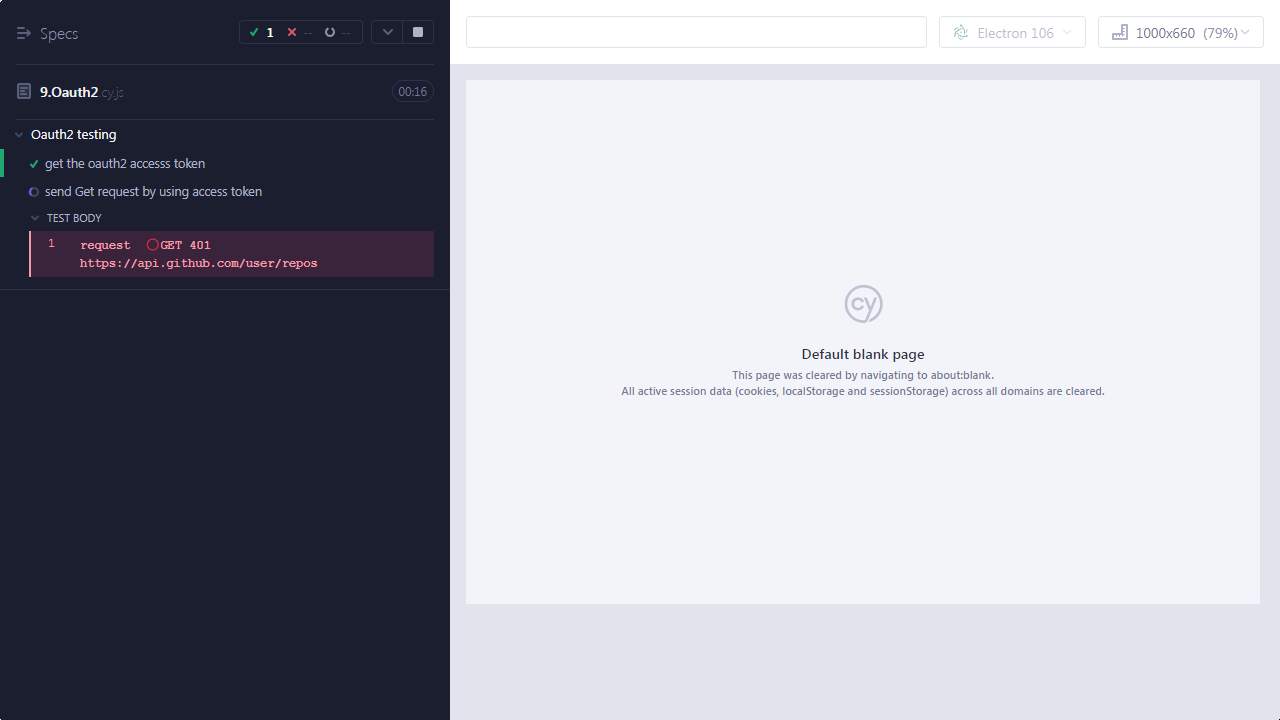 Specs
1 -- --
9.Oauth2.cy.js 00:16
Oauth2 testing
get the oauth2 accesss token
send Get request by using access token
TEST BODY
1 request GET 401
https://api.github.com/user/repos
Electron 106
1000x660 (79%)
cy
Default blank page
This page was cleared by navigating to about:blank.
All active session data (cookies, localStorage and sessionStorage) across all domains are cleared.